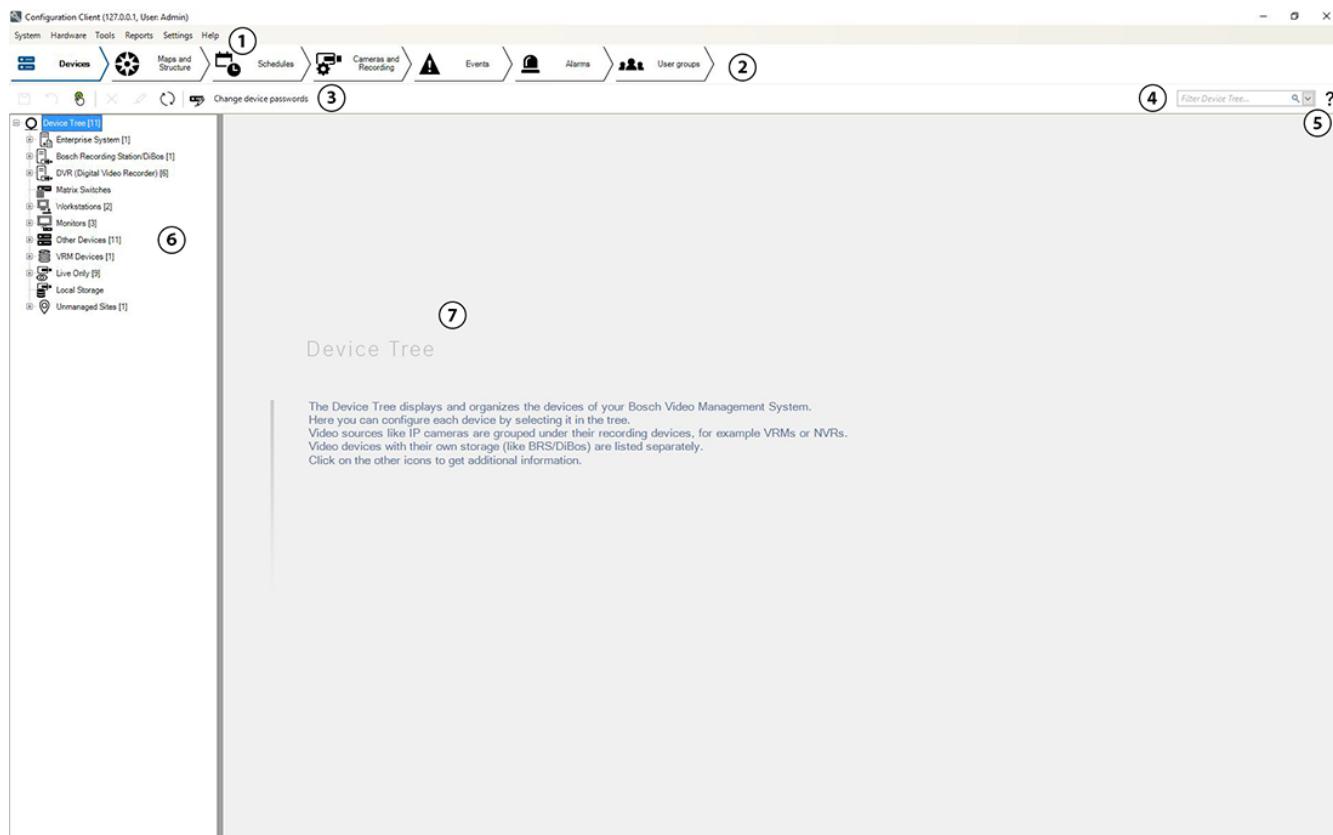 Configuration Client (127.0.0.1, User: Admin)
System Hardware Tools Reports Settings Help
1
Devices
Maps and
Structure
Schedules
Cameras and
Recording
Events
Alarms
User groups
2
Change device passwords
3
4
Filter Device Tree...
?
5
Device Tree [11]
Enterprise System [1]
Bosch Recording Station/DiBos [1]
DVR (Digital Video Recorder) [6]
Matrix Switches
Workstations [2]
Monitors [3]
Other Devices [11]
6
VRM Devices [1]
Live Only [9]
Local Storage
Unmanaged Sites [1]
7
Device Tree
The Device Tree displays and organizes the devices of your Bosch Video Management System.
Here you can configure each device by selecting it in the tree.
Video sources like IP cameras are grouped under their recording devices, for example VRMs or NVRs.
Video devices with their own storage (like BRS/DiBos) are listed separately.
Click on the other icons to get additional information.